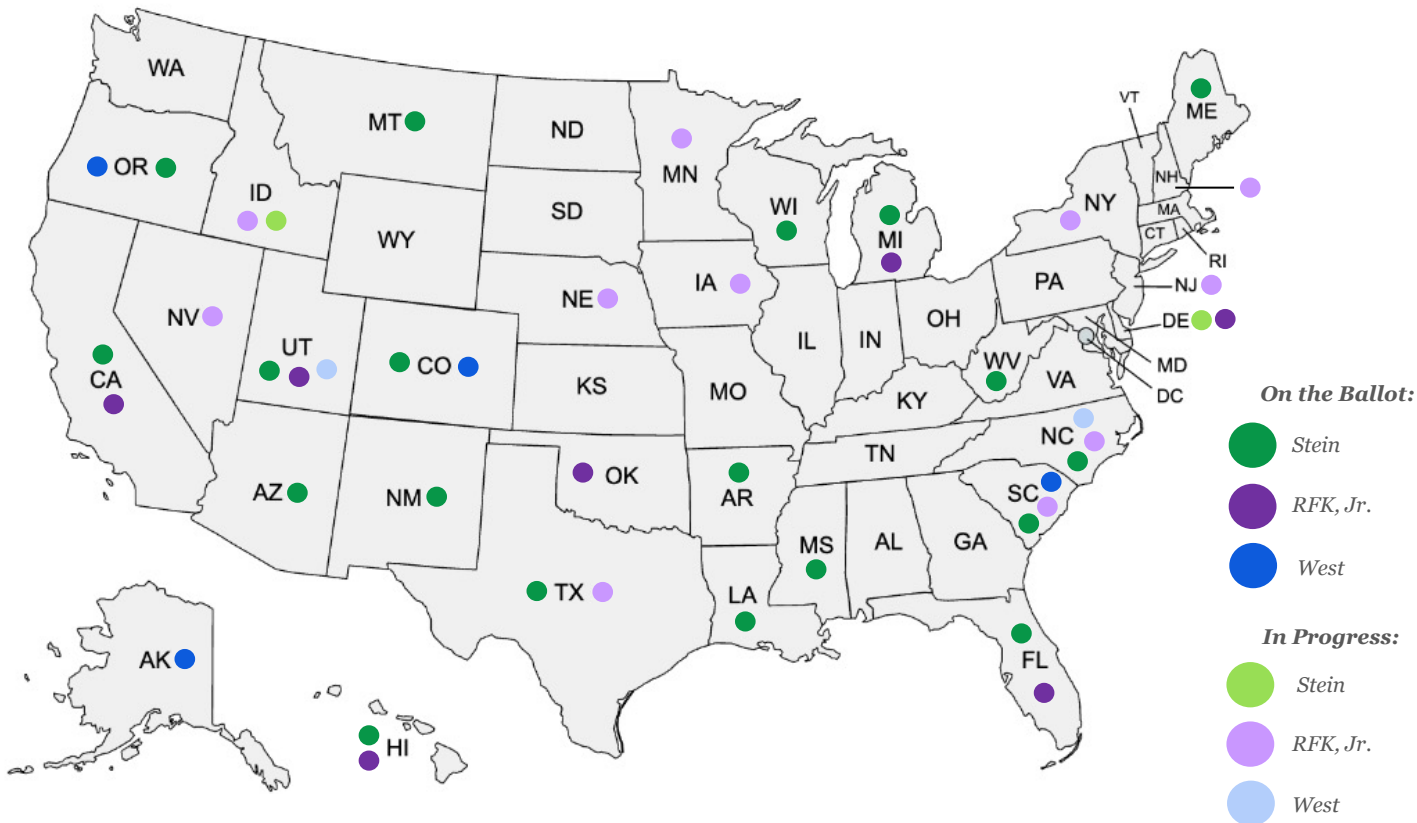 WA
MT
ND
MN
VT
ME
OR
ID
SD
WI
MI
NY
NH
MA
CT
RI
WY
NE
IA
PA
NJ
NV
UT
CO
IL
IN
OH
DE
WV
MD
CA
KS
MO
KY
VA
DC
AZ
NM
OK
AR
TN
NC
SC
TX
LA
MS
AL
GA
AK
HI
FL
On the Ballot:
Stein
RFK, Jr.
West
In Progress:
Stein
RFK, Jr.
West